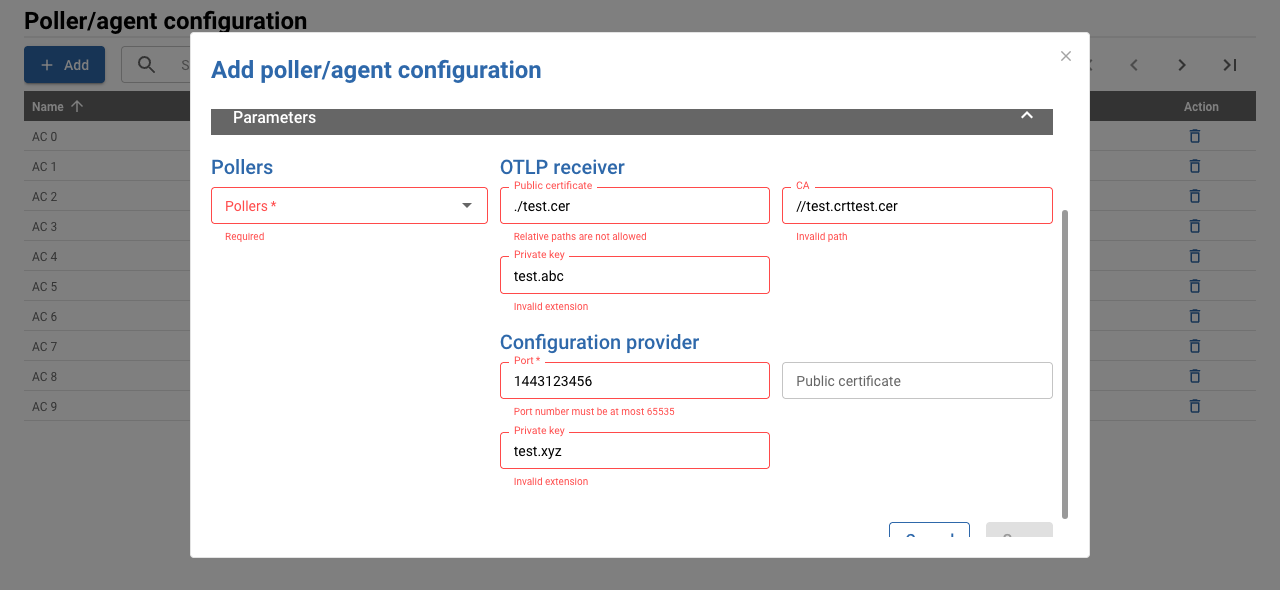 Poller/agent configuration
Add
Add poller/agent configuration
Name
Action
Parameters
AC 0
AC 1
AC 2
AC 3
AC 4
AC 5
AC 6
AC 7
AC 8
AC 9
Pollers
Pollers *
Required
OTLP receiver
Public certificate
./test.cer
Relative paths are not allowed
CA
//test.crttest.cer
Invalid path
Private key
test.abc
Invalid extension
Configuration provider
Port *
1443123456
Port number must be at most 65535
Public certificate
Private key
test.xyz
Invalid extension